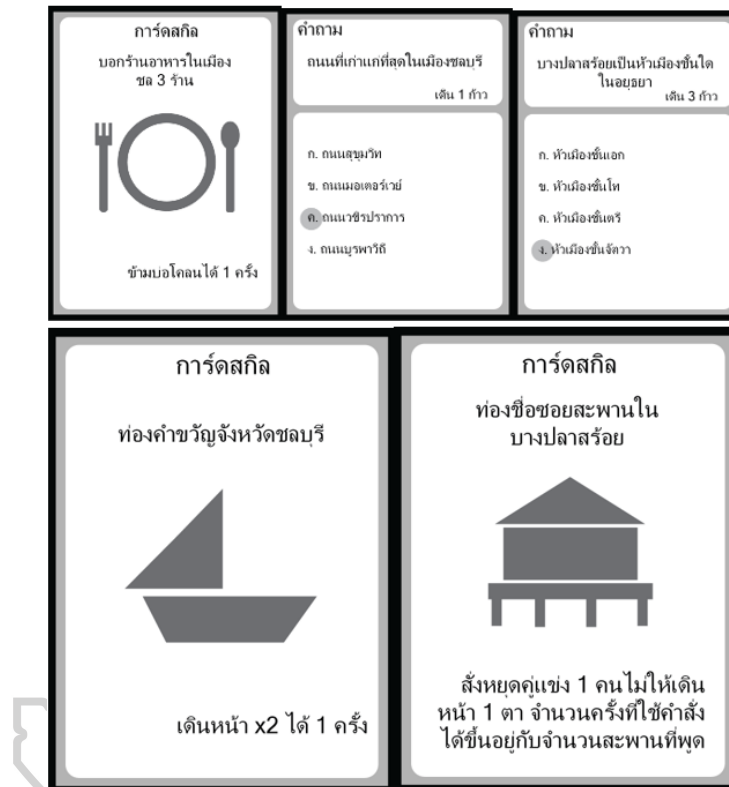 การ์ดสกิล
บอกร้านอาหารในเมือง
ชล 3 ร้าน
ข้ามบ่อโคลนได้ 1 ครั้ง
คำถาม
ถนนที่เก่าแก่ที่สุดในเมืองชลบุรี
เดิน 1 ก้าว
ก. ถนนสุขุมวิท
ข. ถนนมอเตอร์เวย์
ค. ถนนวชิรปราการ
ง. ถนนบูรพาวิถี
คำถาม
บางปลาสร้อยเป็นหัวเมืองชั้นใด
ในอยุธยา
เดิน 3 ก้าว
ก. หัวเมืองชั้นเอก
ข. หัวเมืองชั้นโท
ค. หัวเมืองชั้นตรี
ง. หัวเมืองชั้นจัตวา
การ์ดสกิล
ท่องคำขวัญจังหวัดชลบุรี
เดินหน้า x2 ได้ 1 ครั้ง
การ์ดสกิล
ท่องชื่อซอยสะพานใน
บางปลาสร้อย
สั่งหยุดคู่แข่ง 1 คนไม่ให้เดิน
หน้า 1 ตา จำนวนครั้งที่ใช้คำสั่ง
ได้ขึ้นอยู่กับจำนวนสะพานที่พูด